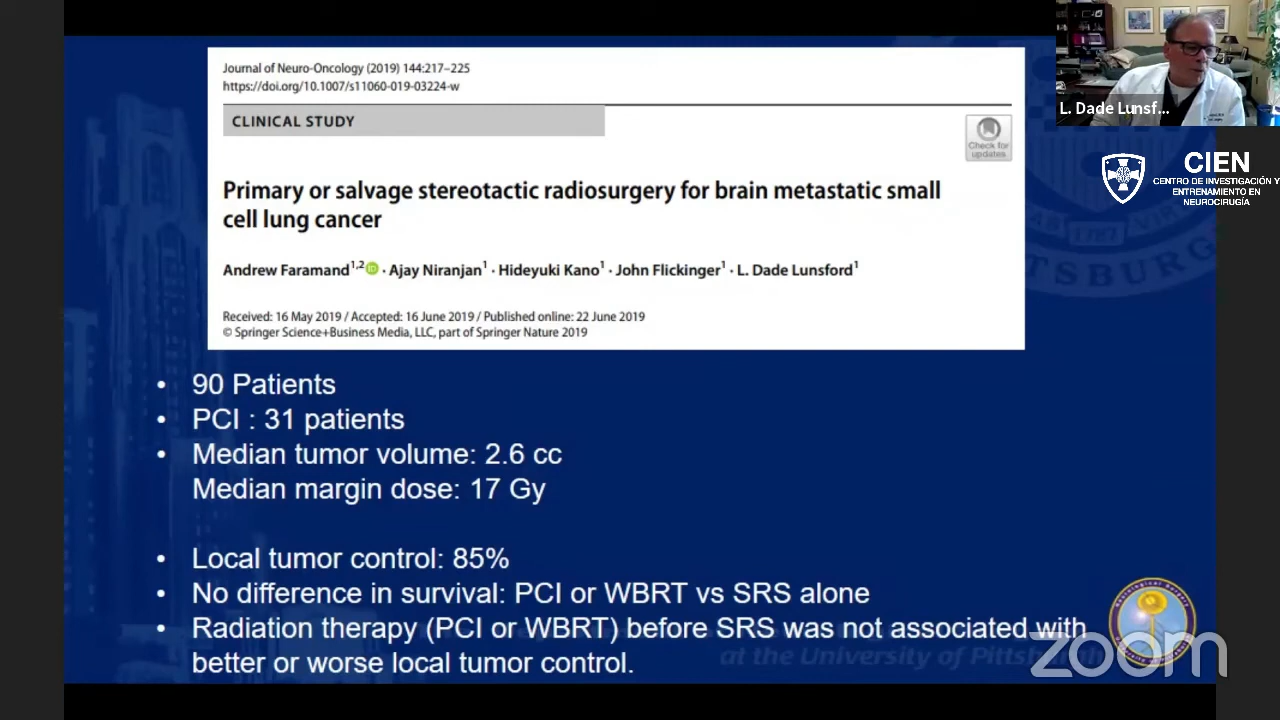 Journal of Neuro-Oncology (2019) 144:217–225
https://doi.org/10.1007/s11060-019-03224-w
CLINICAL STUDY
Check for
updates
Primary or salvage stereotactic radiosurgery for brain metastatic small
cell lung cancer
Andrew Faramand1,2 · Ajay Niranjan1 · Hideyuki Kano1 · John Flickinger1 · L. Dade Lunsford1
Received: 16 May 2019 / Accepted: 16 June 2019 / Published online: 22 June 2019
© Springer Science+Business Media, LLC, part of Springer Nature 2019
• 90 Patients
• PCI : 31 patients
• Median tumor volume: 2.6 cc
Median margin dose: 17 Gy
• Local tumor control: 85%
• No difference in survival: PCI or WBRT vs SRS alone
• Radiation therapy (PCI or WBRT) before SRS was not associated with
better or worse local tumor control.
at the University of
zoom
L. Dade Lunsf...
CIEN
CENTRO DE INVESTIGACIÓN Y
ENTRENAMIENTO EN
NEUROCIRUGÍA
1787
TSBURG